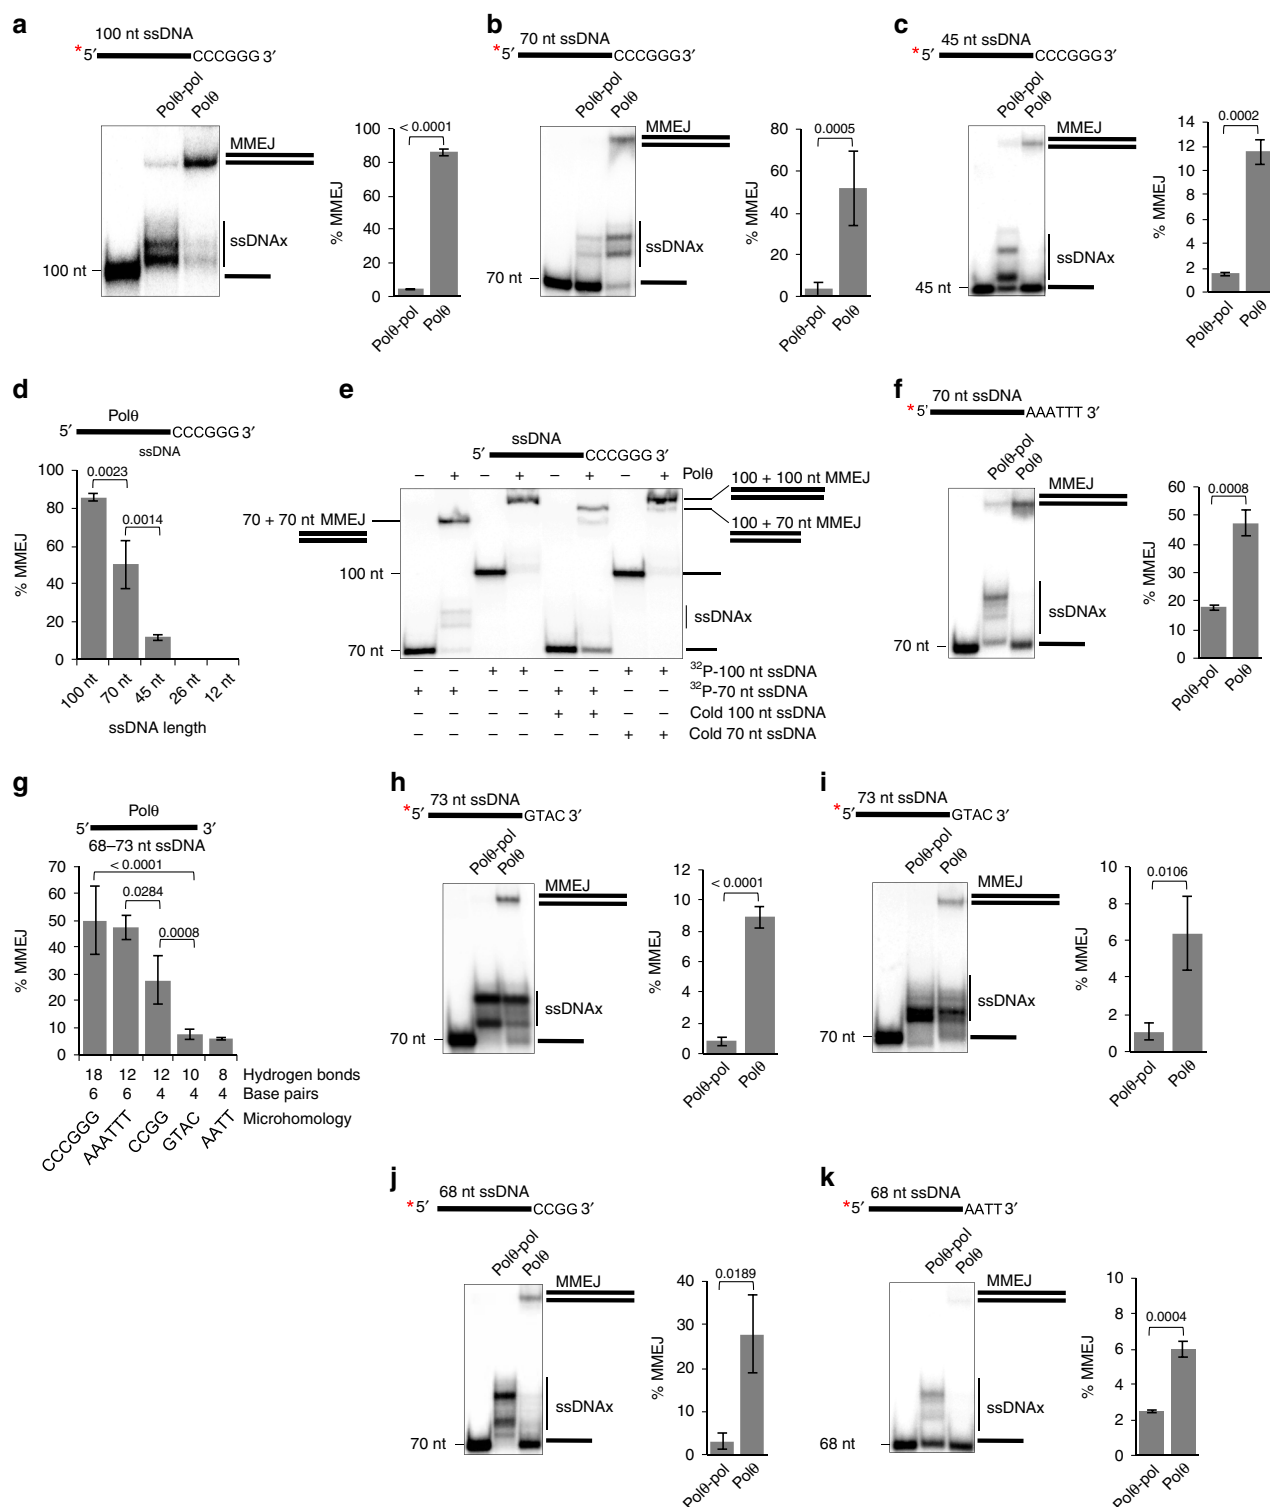 a
100 nt ssDNA
*5′ CCCGGG 3′
Polθ-pol
Polθ
MMEJ
ssDNAx
100 nt
% MMEJ
100
80
60
40
20
0
< 0.0001
Polθ-pol
Polθ
b
70 nt ssDNA
*5′ CCCGGG3′
Polθ-pol
Polθ
MMEJ
ssDNAx
70 nt
% MMEJ
80
60
40
20
0
0.0005
Polθ-pol
Polθ
c
45 nt ssDNA
*5′ CCCGGG 3′
Polθ-pol
Polθ
MMEJ
ssDNAx
45 nt
% MMEJ
14
12
10
8
6
4
2
0
0.0002
Polθ-pol
Polθ
d
Polθ
5′ CCCGGG 3′
ssDNA
% MMEJ
100
80
60
40
20
0
0.0023
0.0014
100 nt
70 nt
45 nt
26 nt
12 nt
ssDNA length
e
ssDNA
5′ CCCGGG 3′
– + – + – + – + Polθ
100 + 100 nt MMEJ
70 + 70 nt MMEJ
100 + 70 nt MMEJ
100 nt
ssDNAx
70 nt
– – + + – – + + ³²P-100 nt ssDNA
+ + – – + + – – ³²P-70 nt ssDNA
– – – – + + – – Cold 100 nt ssDNA
– – – – – – + + Cold 70 nt ssDNA
f
70 nt ssDNA
*5' AAATTT 3′
Polθ-pol
Polθ
MMEJ
ssDNAx
70 nt
% MMEJ
60
50
40
30
20
10
0
0.0008
Polθ-pol
Polθ
g
Polθ
5′ 3′
68–73 nt ssDNA
% MMEJ
70
60
50
40
30
20
10
0
< 0.0001
0.0284
0.0008
18 12 12 10 8 Hydrogen bonds
6 6 4 4 4 Base pairs
CCCGGG AAATTT CCGG GTAC AATT Microhomology
h
73 nt ssDNA
*5′ GTAC 3′
Polθ-pol
Polθ
MMEJ
ssDNAx
70 nt
% MMEJ
12
10
8
6
4
2
0
< 0.0001
Polθ-pol
Polθ
i
73 nt ssDNA
*5′ GTAC 3′
Polθ-pol
Polθ
MMEJ
ssDNAx
70 nt
% MMEJ
10
8
6
4
2
0
0.0106
Polθ-pol
Polθ
j
68 nt ssDNA
*5′ CCGG 3′
Polθ-pol
Polθ
MMEJ
ssDNAx
70 nt
% MMEJ
40
30
20
10
0
0.0189
Polθ-pol
Polθ
k
68 nt ssDNA
*5′ AATT 3′
Polθ-pol
Polθ
MMEJ
ssDNAx
68 nt
% MMEJ
10
8
6
4
2
0
0.0004
Polθ-pol
Polθ